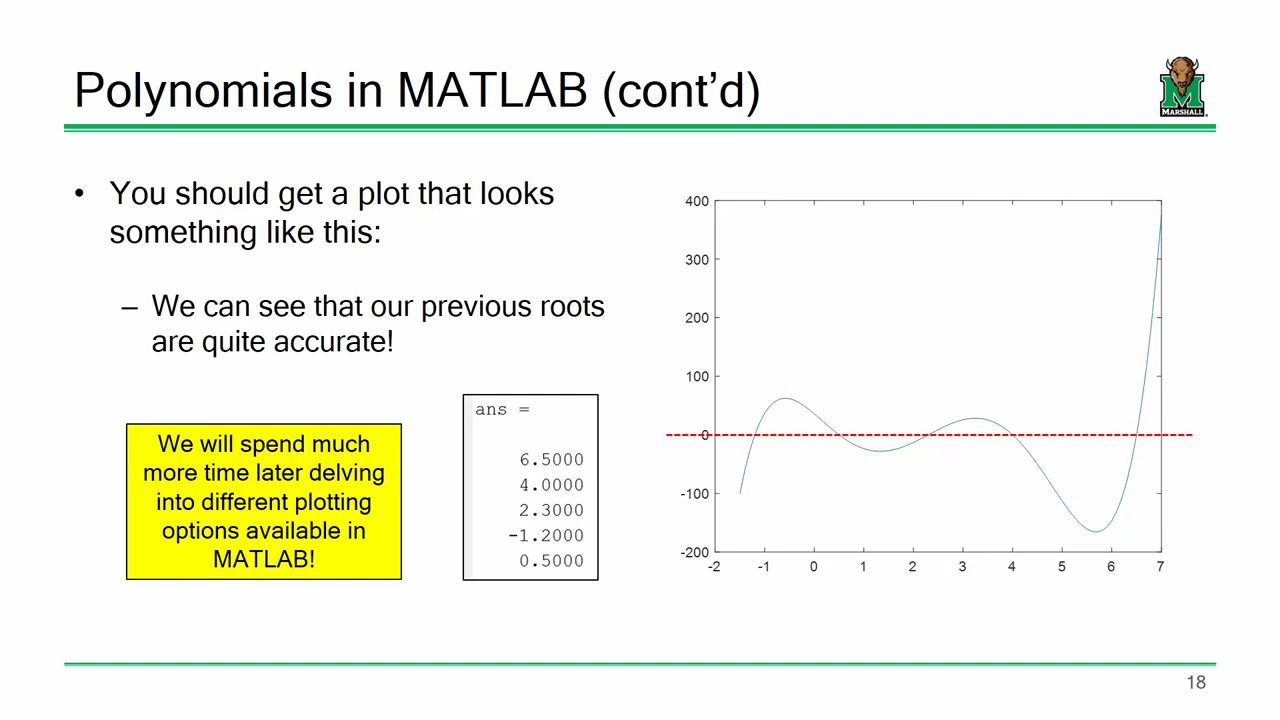 Polynomials in MATLAB (cont’d)
MARSHALL
• You should get a plot that looks
something like this:
– We can see that our previous roots
are quite accurate!
We will spend much
more time later delving
into different plotting
options available in
MATLAB!
ans =
6.5000
4.0000
2.3000
-1.2000
0.5000
400
300
200
100
0
-100
-200
-2 -1 0 1 2 3 4 5 6 7
18